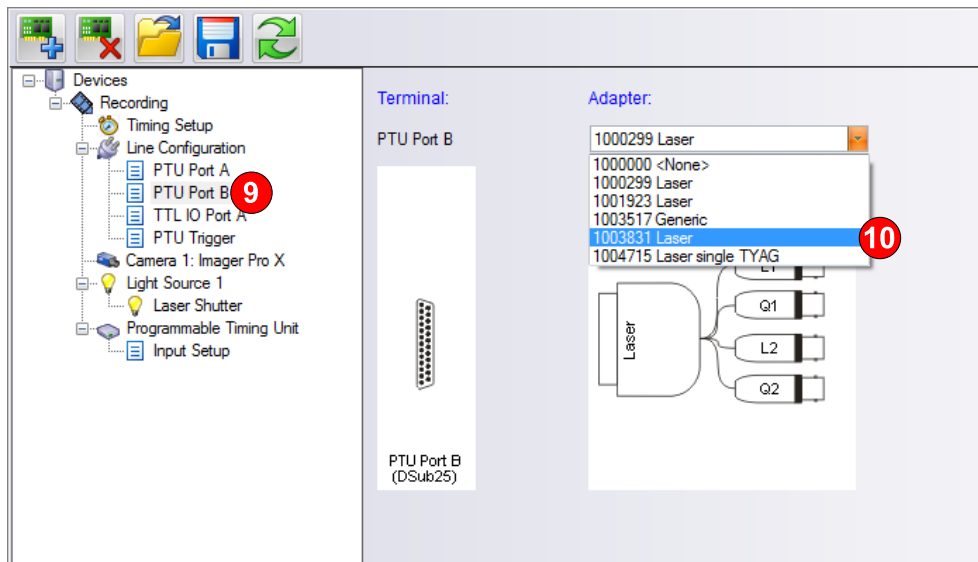 Devices
Recording
Timing Setup
Line Configuration
PTU Port A
PTU Port B
9
TTL IO Port A
PTU Trigger
Camera 1: Imager Pro X
Light Source 1
Laser Shutter
Programmable Timing Unit
Input Setup
Terminal:
Adapter:
PTU Port B
1000299 Laser
1000000 <None>
1000299 Laser
1001923 Laser
1003517 Generic
1003831 Laser
10
1004715 Laser single TYAG
L1
Q1
Laser
L2
Q2
PTU Port B
(DSub25)